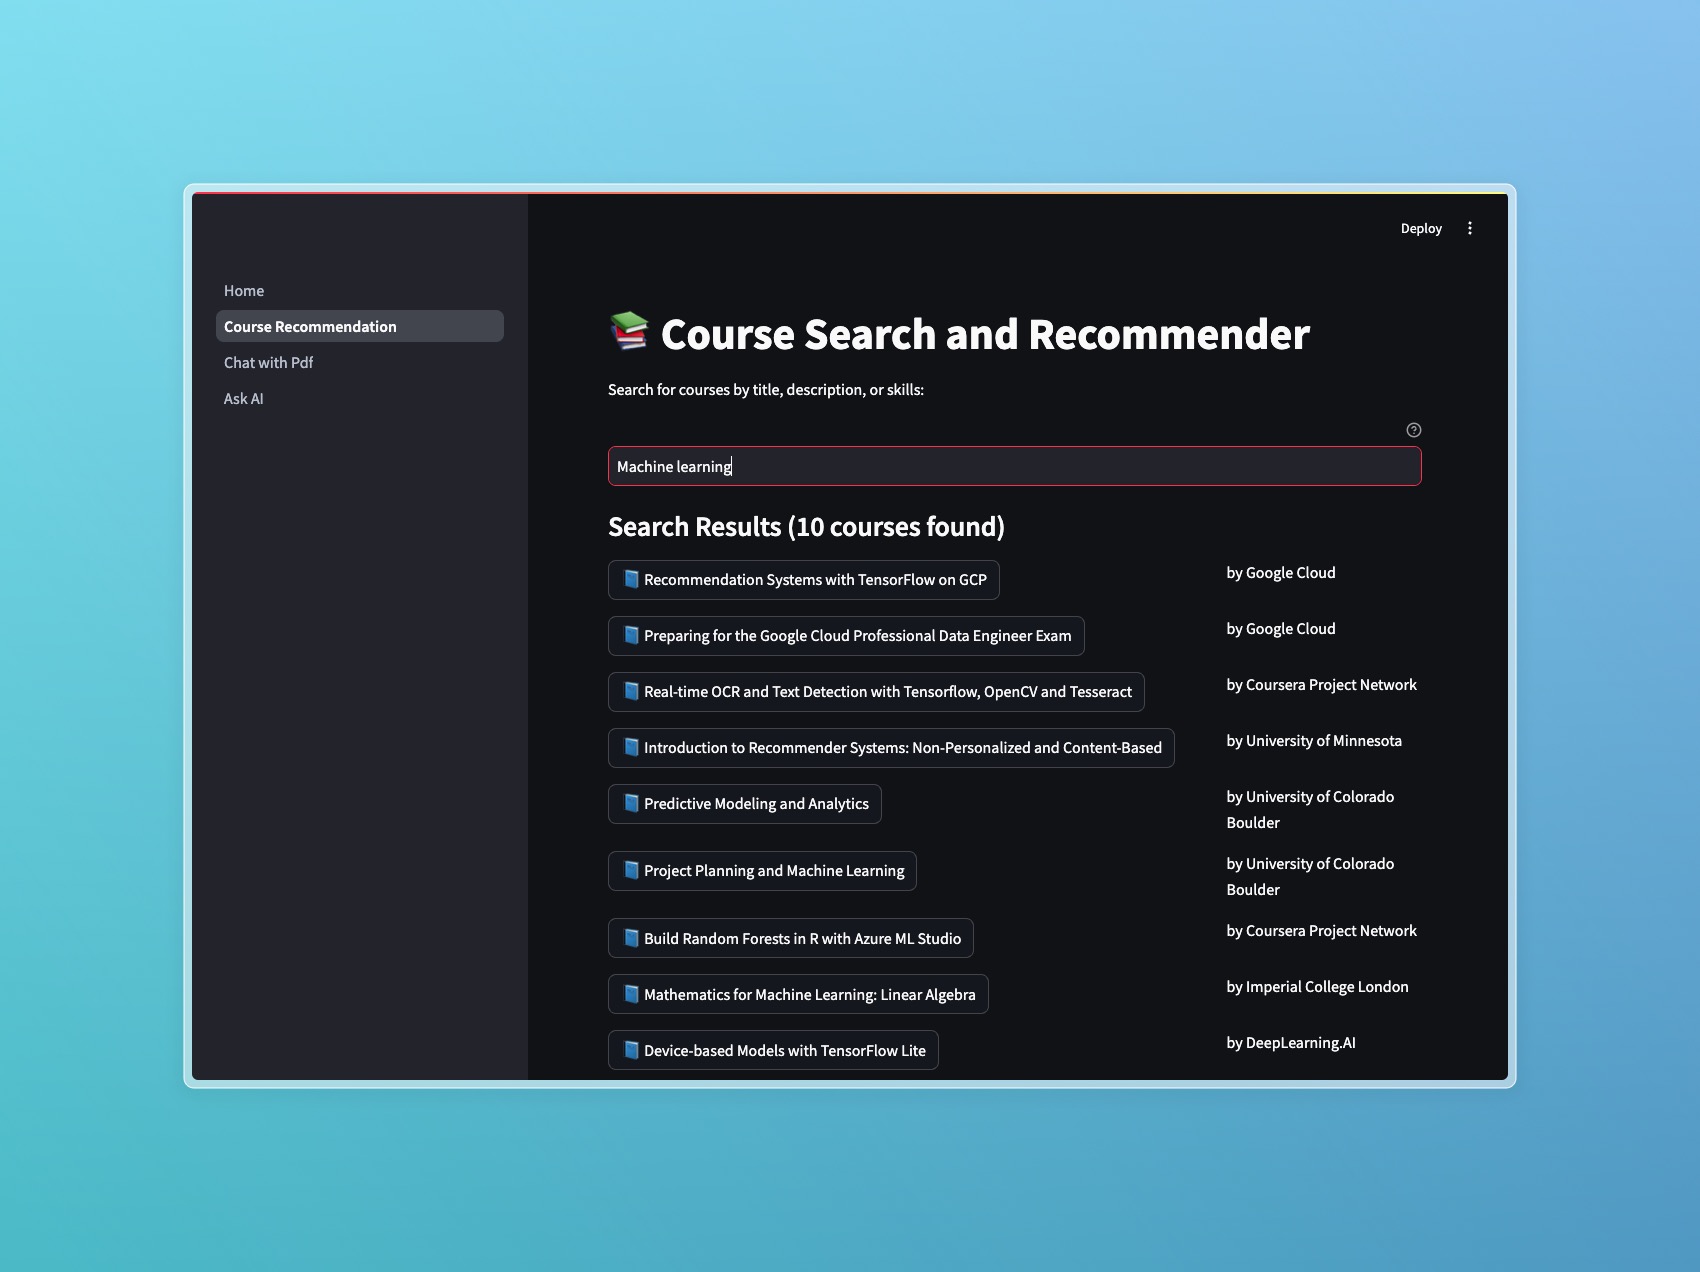 Deploy
Home
Course Recommendation
Chat with Pdf
Ask AI
Course Search and Recommender
Search for courses by title, description, or skills:
Machine learning
Search Results (10 courses found)
Recommendation Systems with TensorFlow on GCP
by Google Cloud
Preparing for the Google Cloud Professional Data Engineer Exam
by Google Cloud
Real-time OCR and Text Detection with Tensorflow, OpenCV and Tesseract
by Coursera Project Network
Introduction to Recommender Systems: Non-Personalized and Content-Based
by University of Minnesota
Predictive Modeling and Analytics
by University of Colorado
Boulder
Project Planning and Machine Learning
by University of Colorado
Boulder
Build Random Forests in R with Azure ML Studio
by Coursera Project Network
Mathematics for Machine Learning: Linear Algebra
by Imperial College London
Device-based Models with TensorFlow Lite
by DeepLearning.AI